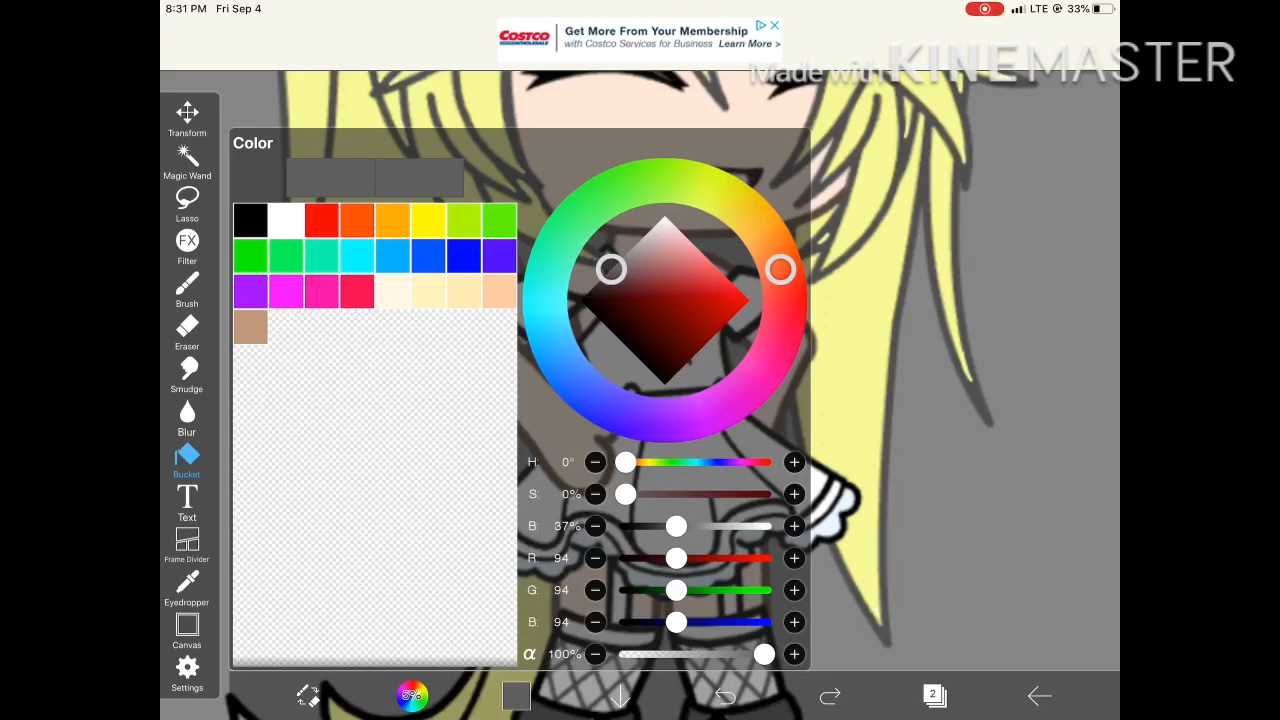 8:31 PM Fri Sep 4
LTE 33%
COSTCO WHOLESALE
Get More From Your Membership
with Costco Services for Business Learn More >
Made with KINEMASTER
Transform
Magic Wand
Lasso
FX
Filter
Brush
Eraser
Smudge
Blur
Bucket
T
Text
Frame Divider
Eyedropper
Canvas
Settings
Color
H: 0°
S: 0%
B: 37%
R: 94
G: 94
B: 94
α 100%
5%
2